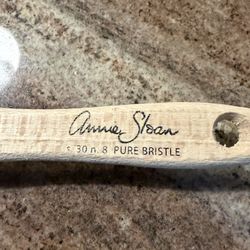 Annie Sloan
s. 30 n. 8 PURE BRISTLE